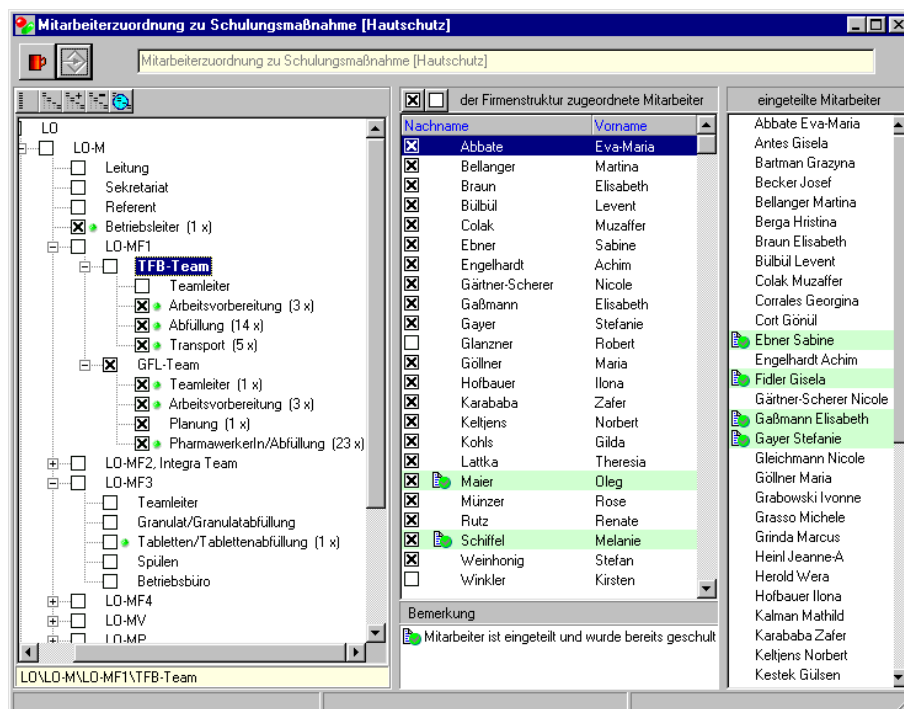 Mitarbeiterzuordnung zu Schulungsmaßnahme [Hautschutz]
Mitarbeiterzuordnung zu Schulungsmaßnahme [Hautschutz]
LO
LO-M
Leitung
Sekretariat
Referent
Betriebsleiter (1 x)
LO-MF1
TFB-Team
Teamleiter
Arbeitsvorbereitung (3 x)
Abfüllung (14 x)
Transport (5 x)
GFL-Team
Teamleiter (1 x)
Arbeitsvorbereitung (3 x)
Planung (1 x)
PharmawerkerIn/Abfüllung (23 x)
LO-MF2, Integra Team
LO-MF3
Teamleiter
Granulat/Granulatabfüllung
Tabletten/Tablettenabfüllung (1 x)
Spülen
Betriebsbüro
LO-MF4
LO-MV
LO-MP
LO\LO-M\LO-MF1\TFB-Team
der Firmenstruktur zugeordnete Mitarbeiter
Nachname Vorname
Abbate Eva-Maria
Bellanger Martina
Braun Elisabeth
Bülbül Levent
Colak Muzaffer
Ebner Sabine
Engelhardt Achim
Gärtner-Scherer Nicole
Gaßmann Elisabeth
Gayer Stefanie
Glanzner Robert
Göllner Maria
Hofbauer Ilona
Karababa Zafer
Keltjens Norbert
Kohls Gilda
Lattka Theresia
Maier Oleg
Münzer Rose
Rutz Renate
Schiffel Melanie
Weinhonig Stefan
Winkler Kirsten
Bemerkung
Mitarbeiter ist eingeteilt und wurde bereits geschult
eingeteilte Mitarbeiter
Abbate Eva-Maria
Antes Gisela
Bartman Grazyna
Becker Josef
Bellanger Martina
Berga Hristina
Braun Elisabeth
Bülbül Levent
Colak Muzaffer
Corrales Georgina
Cort Gönül
Ebner Sabine
Engelhardt Achim
Fidler Gisela
Gärtner-Scherer Nicole
Gaßmann Elisabeth
Gayer Stefanie
Gleichmann Nicole
Göllner Maria
Grabowski Ivonne
Grasso Michele
Grinda Marcus
Heinl Jeanne-A
Herold Wera
Hofbauer Ilona
Kalman Mathild
Karababa Zafer
Keltjens Norbert
Kestek Gülsen